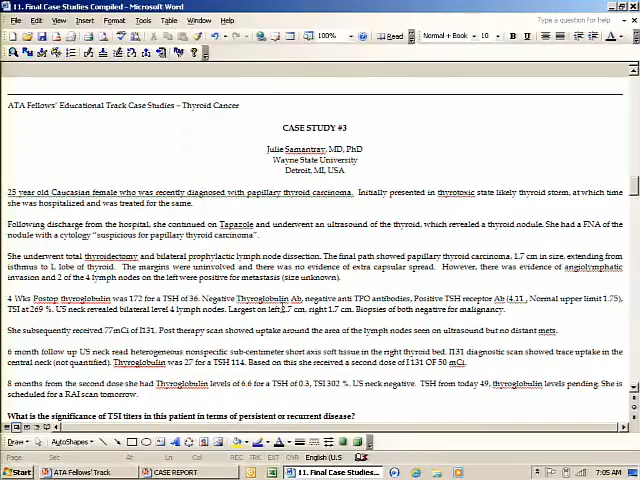 11. Final Case Studies Compiled - Microsoft Word
File Edit View Insert Format Tools Table Window Help
Type a question for help
100% Read Normal + Book 10 B U
ATA Fellows' Educational Track Case Studies – Thyroid Cancer
CASE STUDY #3
Julie Samantray, MD, PhD
Wayne State University
Detroit, MI, USA
25 year old Caucasian female who was recently diagnosed with papillary thyroid carcinoma. Initially presented in thyrotoxic state likely thyroid storm, at which time
she was hospitalized and was treated for the same.
Following discharge from the hospital, she continued on Tapazole and underwent an ultrasound of the thyroid, which revealed a thyroid nodule. She had a FNA of the
nodule with a cytology "suspicious for papillary thyroid carcinoma".
She underwent total thyroidectomy and bilateral prophylactic lymph node dissection. The final path showed papillary thyroid carcinoma, 1.7 cm in size, extending from
isthmus to L lobe of thyroid. The margins were uninvolved and there was no evidence of extra capsular spread. However, there was evidence of angiolymphatic
invasion and 2 of the 4 lymph nodes on the left were positive for metastasis (size unknown).
4 Wks Postop thyroglobulin was 172 for a TSH of 36. Negative Thyroglobulin Ab, negative anti TPO antibodies, Positive TSH receptor Ab (4.11, Normal upper limit 1.75),
TSI at 269 %. US neck revealed bilateral level 4 lymph nodes. Largest on left 1.7 cm, right 1.7 cm. Biopsies of both negative for malignancy.
She subsequently received 77mCi of I131. Post therapy scan showed uptake around the area of the lymph nodes seen on ultrasound but no distant mets.
6 month follow up US neck read heterogeneous nonspecific sub-centimeter short axis soft tissue in the right thyroid bed. I131 diagnostic scan showed trace uptake in the
central neck (not quantified). Thyroglobulin was 27 for a TSH 114. Based on this she received a second dose of I 131 OF 50 mCi.
8 months from the second dose she had Thyroglobulin levels of 6.6 for a TSH of 0.3, TSI 302 %. US neck negative. TSH from today 49, thyroglobulin levels pending. She is
scheduled for a RAI scan tomorrow.
What is the significance of TSI titers in this patient in terms of persistent or recurrent disease?
Draw AutoShapes
Page Sec At Ln Col REC TRK EXT OVR English (U.S
Start ATA Fellows' Track CASE REPORT 11. Final Case Studies... 7:05 AM